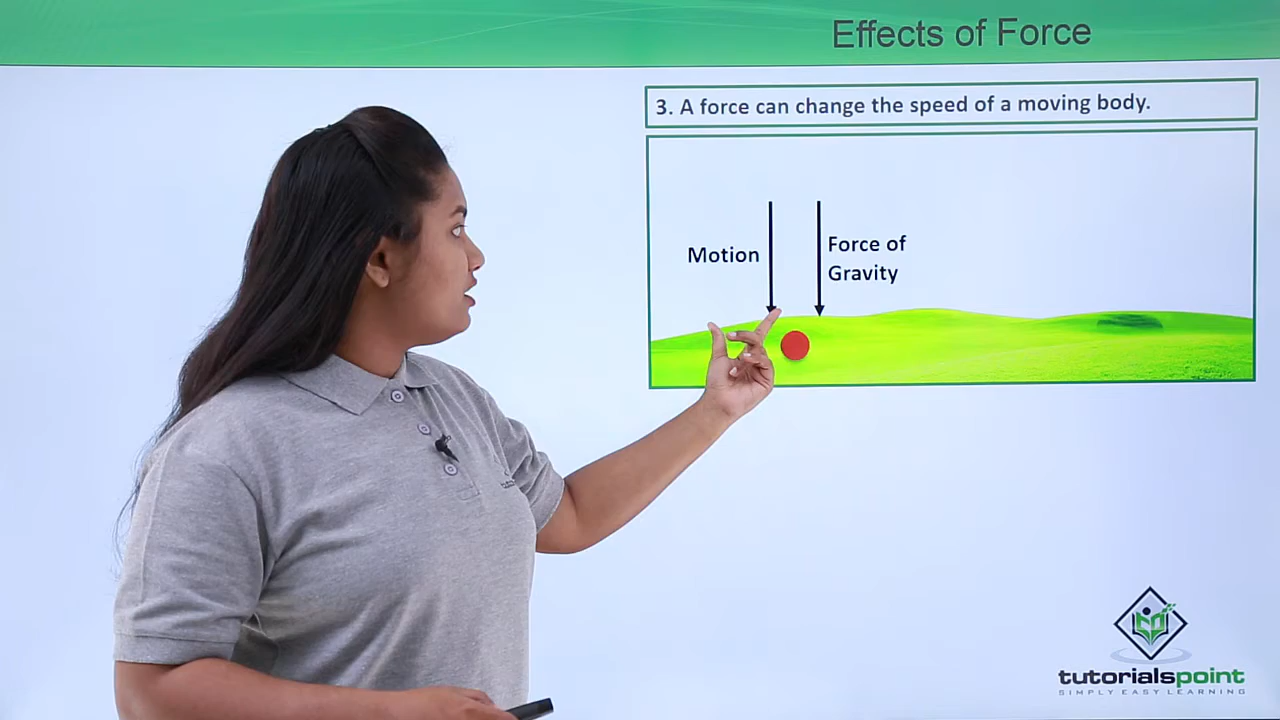 Effects of Force
3. A force can change the speed of a moving body.
Motion
Force of
Gravity
tutorialspoint
SIMPLY EASY LEARNING